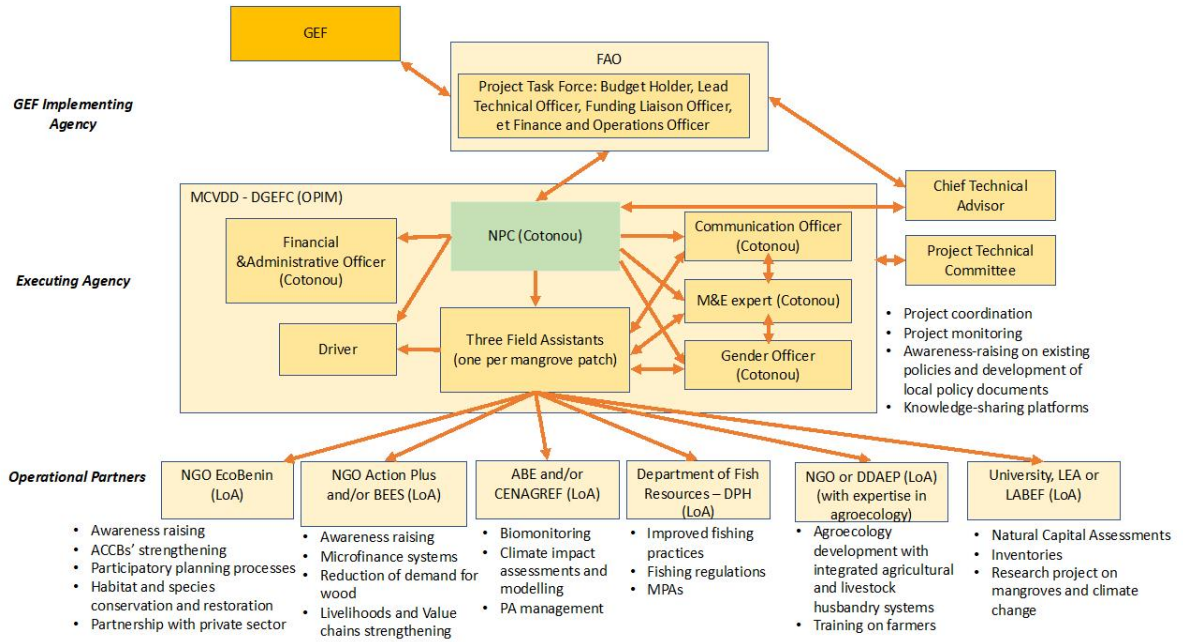 GEF
FAO
Project Task Force: Budget Holder, Lead
Technical Officer, Funding Liaison Officer,
et Finance and Operations Officer
GEF Implementing
Agency
MCVDD - DGEFC (OPIM)
Chief Technical
Advisor
NPC (Cotonou)
Communication Officer
(Cotonou)
Financial
&Administrative Officer
(Cotonou)
Project Technical
Committee
Executing Agency
M&E expert (Cotonou)
Driver
Three Field Assistants
(one per mangrove patch)
Gender Officer
(Cotonou)
• Project coordination
• Project monitoring
• Awareness-raising on existing
policies and development of
local policy documents
• Knowledge-sharing platforms
Operational Partners
NGO EcoBenin
(LoA)
• Awareness raising
• ACCBs' strengthening
• Participatory planning processes
• Habitat and species
conservation and restoration
• Partnership with private sector
NGO Action Plus
and/or BEES (LoA)
• Awareness raising
• Microfinance systems
• Reduction of demand for
wood
• Livelihoods and Value
chains strengthening
ABE and/or
CENAGREF (LoA)
• Biomonitoring
• Climate impact
assessments and
modelling
• PA management
Department of Fish
Resources – DPH
(LoA)
• Improved fishing
practices
• Fishing regulations
• MPAs
NGO or DDAEP (LoA)
(with expertise in
agroecology)
• Agroecology
development with
integrated agricultural
and livestock
husbandry systems
• Training on farmers
University, LEA or
LABEF (LoA)
• Natural Capital Assessments
• Inventories
• Research project on
mangroves and climate
change